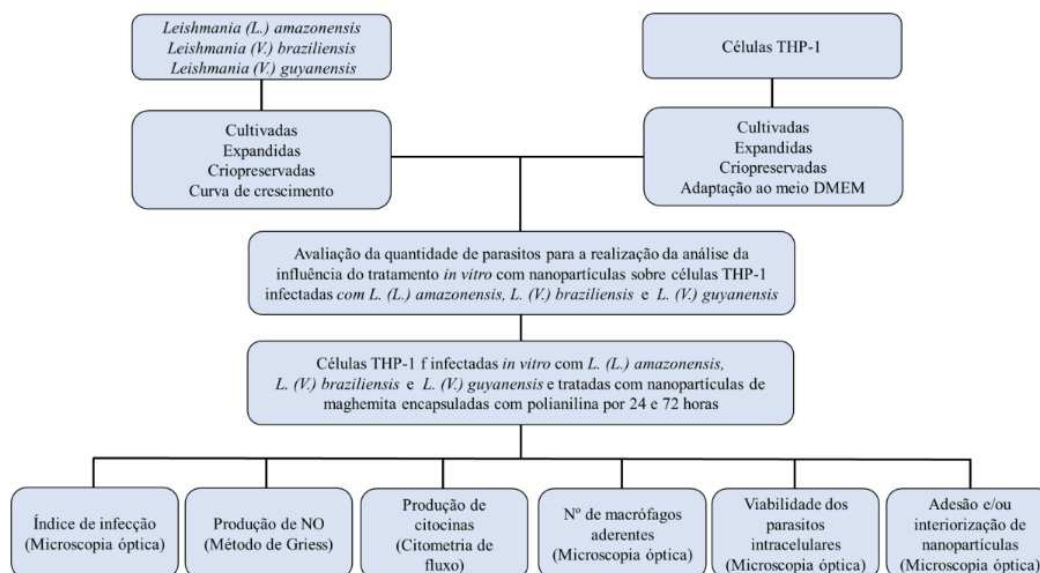 Leishmania (L.) amazonensis
Leishmania (V.) braziliensis
Leishmania (V.) guyanensis
Células THP-1
Cultivadas
Expandidas
Criopreservadas
Curva de crescimento
Cultivadas
Expandidas
Criopreservadas
Adaptação ao meio DMEM
Avaliação da quantidade de parasitos para a realização da análise da
influência do tratamento in vitro com nanopartículas sobre células THP-1
infectadas com L. (L.) amazonensis, L. (V.) braziliensis e L. (V.) guyanensis
Células THP-1 f infectadas in vitro com L. (L.) amazonensis,
L. (V.) braziliensis e L. (V.) guyanensis e tratadas com nanopartículas de
maghemita encapsuladas com polianilina por 24 e 72 horas
Índice de infecção
(Microscopia óptica)
Produção de NO
(Método de Griess)
Produção de
citocinas
(Citometria de
fluxo)
Nº de macrófagos
aderentes
(Microscopia óptica)
Viabilidade dos
parasitos
intracelulares
(Microscopia óptica)
Adesão e/ou
interiorização de
nanopartículas
(Microscopia óptica)